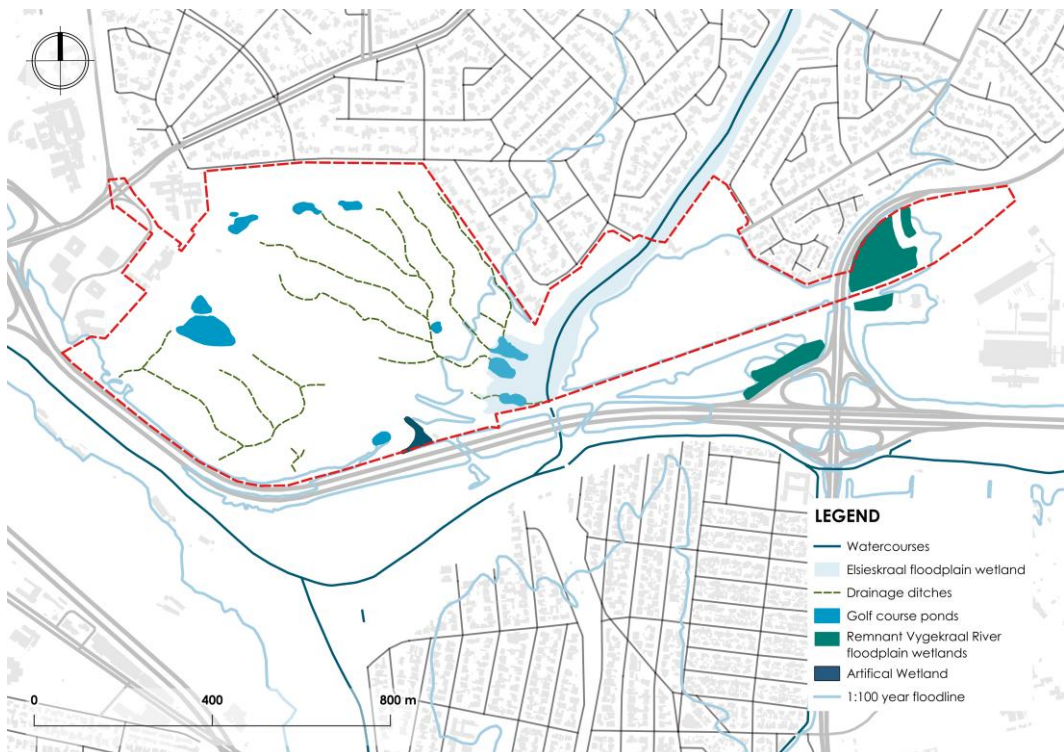 LEGEND
Watercourses
Elsieskraal floodplain wetland
Drainage ditches
Golf course ponds
Remnant Vygekraal River
floodplain wetlands
Artifical Wetland
1:100 year floodline
0 400 800 m